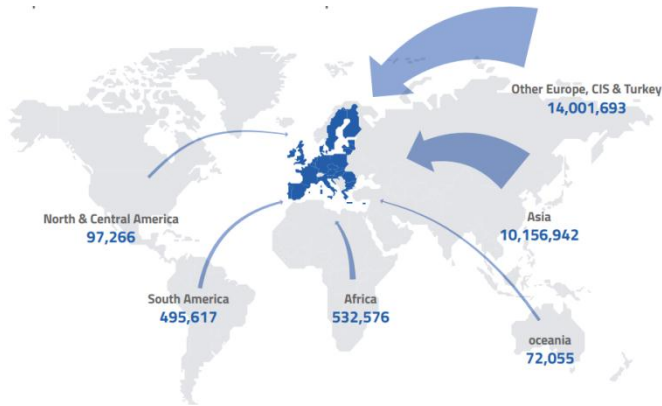 Other Europe, CIS & Turkey
14,001,693
North & Central America
97,266
Asia
10,156,942
South America
495,617
Africa
532,576
oceania
72,055